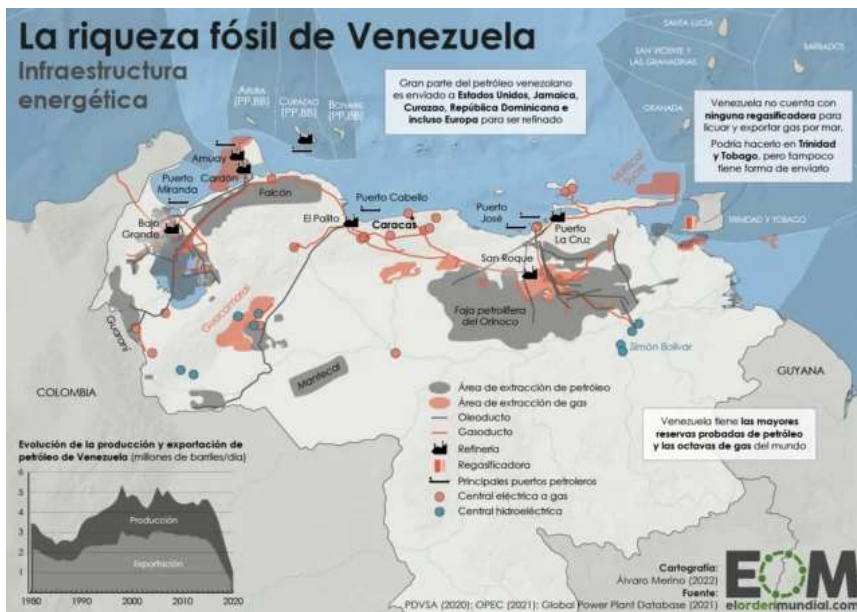 La riqueza fósil de Venezuela
Infraestructura
energética
SANTA LUCÍA
SAN VICENTE Y
LAS GRANADINAS
BARBADOS
GRANADA
ARUBA
(PP.BB)
CURAZAO
(PP.BB)
BONAIRE
(PP.BB)
Gran parte del petróleo venezolano
es enviado a Estados Unidos, Jamaica,
Curazao, República Dominicana e
incluso Europa para ser refinado
Venezuela no cuenta con
ninguna regasificadora para
licuar y exportar gas por mar.
Podría hacerlo en Trinidad
y Tobago, pero tampoco
tiene forma de enviarlo
Amuay
Cardón
Puerto
Miranda
Falcón
Bajo
Grande
El Palito
Puerto Cabello
Caracas
Puerto
José
Puerto
La Cruz
Mariscal
Sucre
TRINIDAD Y TOBAGO
San Roque
Faja petrolífera
del Orinoco
Guaraní
Simón Bolívar
Mantecal
COLOMBIA
GUYANA
Área de extracción de petróleo
Área de extracción de gas
Oleoducto
Gasoducto
Refinería
Regasificadora
Principales puertos petroleros
Central eléctrica a gas
Central hidroeléctrica
Venezuela tiene las mayores
reservas probadas de petróleo
y las octavas de gas del mundo
Evolución de la producción y exportación de
petróleo de Venezuela (millones de barriles/día)
6
5
4
3
2
1
Producción
Exportación
1980
1990
2000
2010
2020
Cartografía:
Álvaro Merino (2022)
Fuente:
PDVSA (2020); OPEC (2021); Global Power Plant Database (2021)
EOM
elordenmundial.com